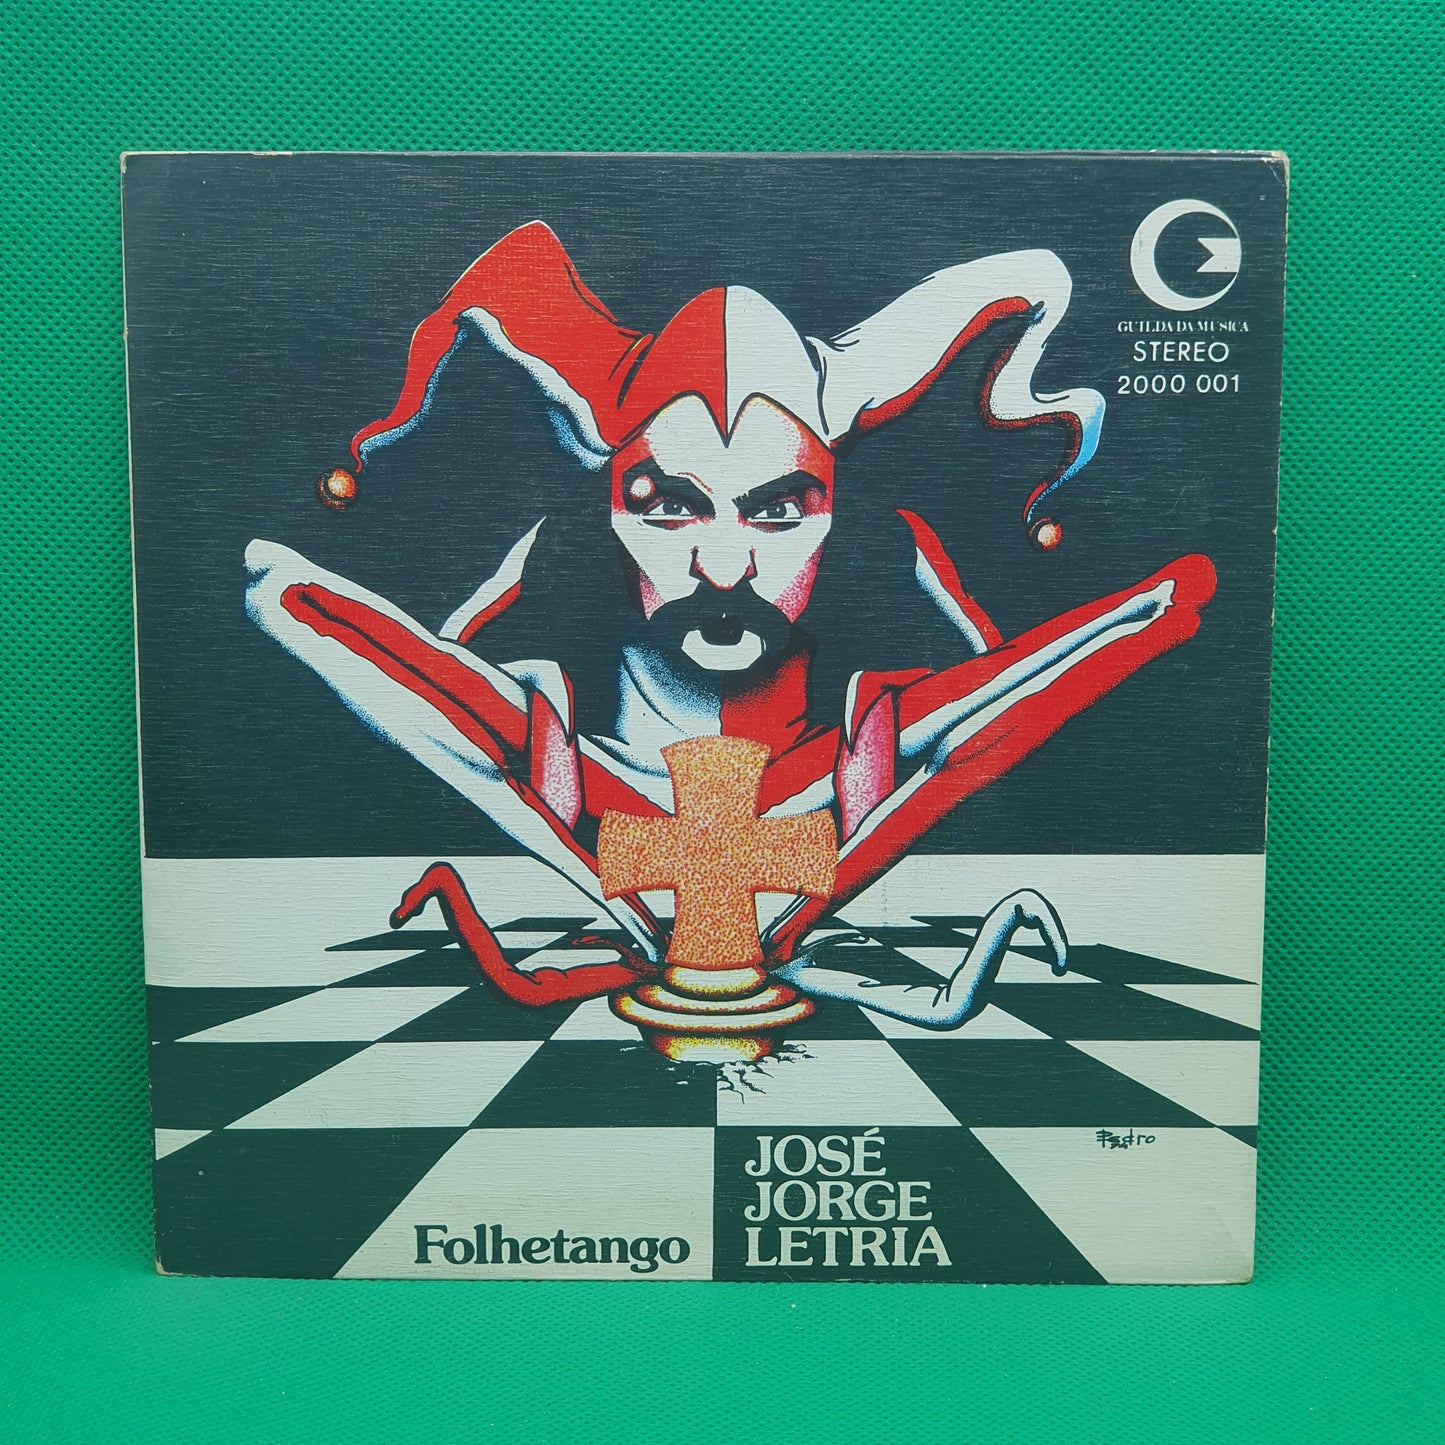 GUILDA DA MUSICA
STEREO
2000 001
Pedro
JOSÉ
JORGE
LETRIA
Folhetango